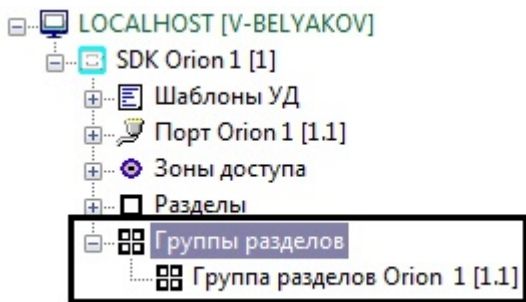 LOCALHOST [V-BELYAKOV]
SDK Orion 1 [1]
Шаблоны УД
Порт Orion 1 [1.1]
Зоны доступа
Разделы
Группы разделов
Группа разделов Orion 1 [1.1]